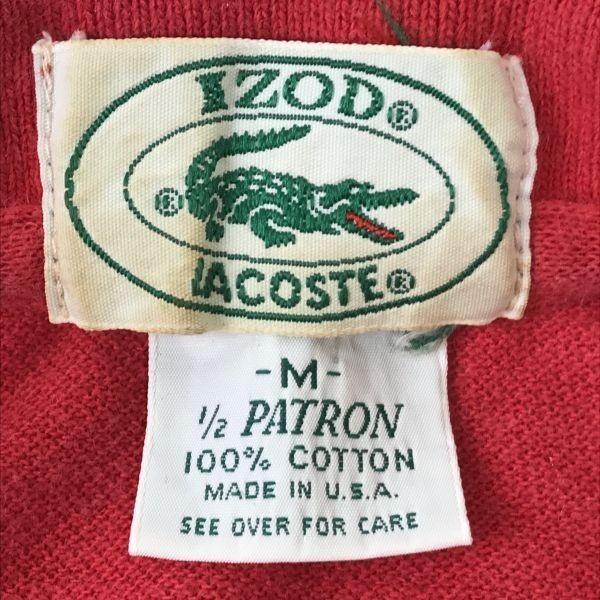 IZOD®
®
LACOSTE®
-M-
1/2 PATRON
100% COTTON
MADE IN U.S.A.
SEE OVER FOR CARE